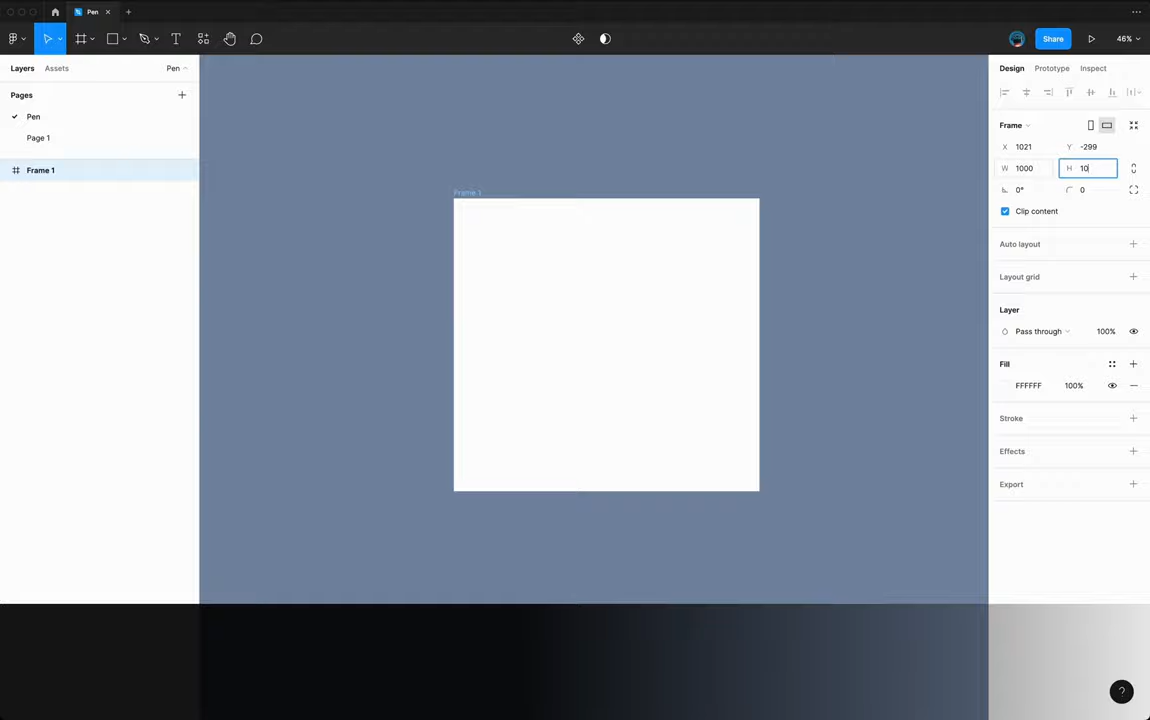 Pen
Share
46%
Layers
Assets
Pen
Pages
Pen
Page 1
Frame 1
Frame 1
Design
Prototype
Inspect
Frame
X 1021
Y -299
W 1000
H 10
0°
0
Clip content
Auto layout
Layout grid
Layer
Pass through
100%
Fill
FFFFFF
100%
Stroke
Effects
Export
?